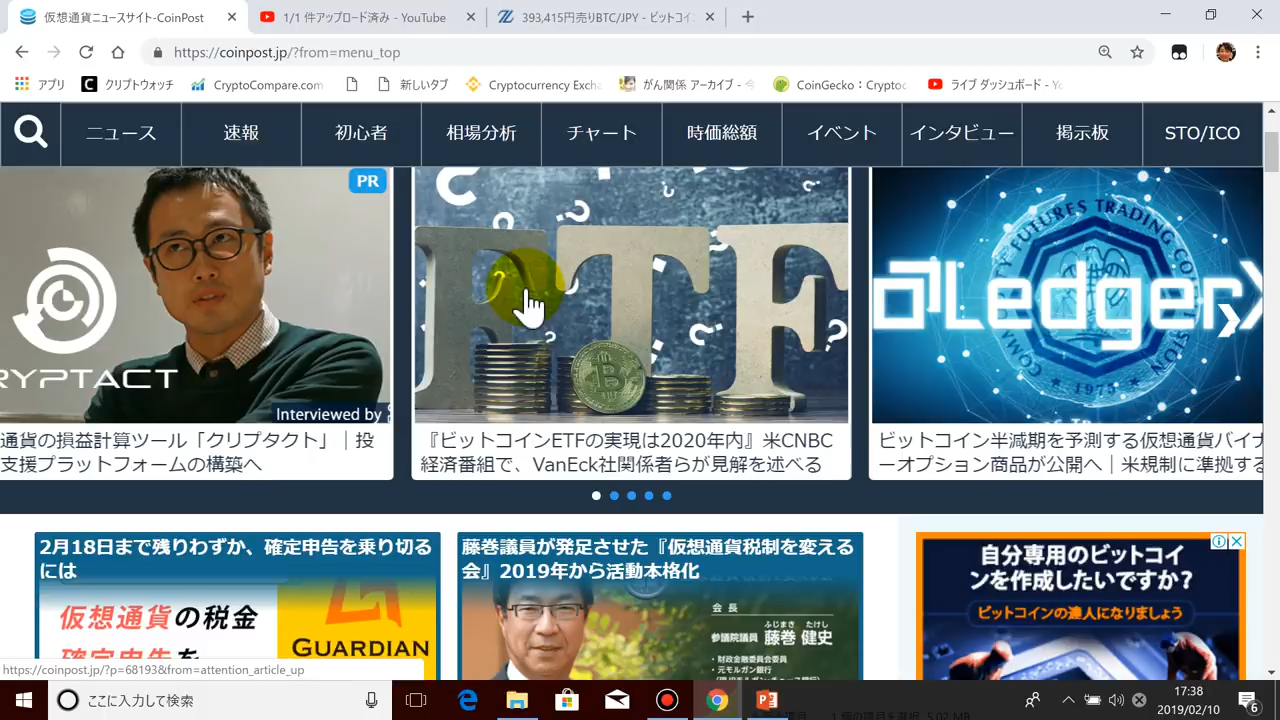 仮想通貨ニュースサイト-CoinPost
1/1 件アップロード済み - YouTube
393,415円売りBTC/JPY - ビットコイ
https://coinpost.jp/?from=menu_top
アプリ
クリプトウォッチ
CryptoCompare.com
新しいタブ
Cryptocurrency Excha
がん関係 アーカイブ - 今
CoinGecko：Cryptoc
ライブ ダッシュボード - Yo
ニュース
速報
初心者
相場分析
チャート
時価総額
イベント
インタビュー
掲示板
STO/ICO
PR
RYPTACT
Interviewed by
ETF
COMMODITY FUTURES TRADING COMMISSION
1975
LedgerX
通貨の損益計算ツール「クリプタクト」｜投
支援プラットフォームの構築へ
『ビットコインETFの実現は2020年内』米CNBC
経済番組で、VanEck社関係者らが見解を述べる
ビットコイン半減期を予測する仮想通貨バイナ
ーオプション商品が公開へ｜米規制に準拠する
2月18日まで残りわずか、確定申告を乗り切る
には
仮想通貨の税金
確定申告を
GUARDIAN
藤巻議員が発足させた『仮想通貨税制を変える
会』2019年から活動本格化
会 長
ふじまき たけし
参議院議員 藤巻 健史
・財政金融委員会委員
・元モルガン銀行
自分専用のビットコイ
ンを作成したいですか?
ビットコインの達人になりましょう
https://coinpost.jp/?p=68193&from=attention_article_up
ここに入力して検索
17:38
2019/02/10
6